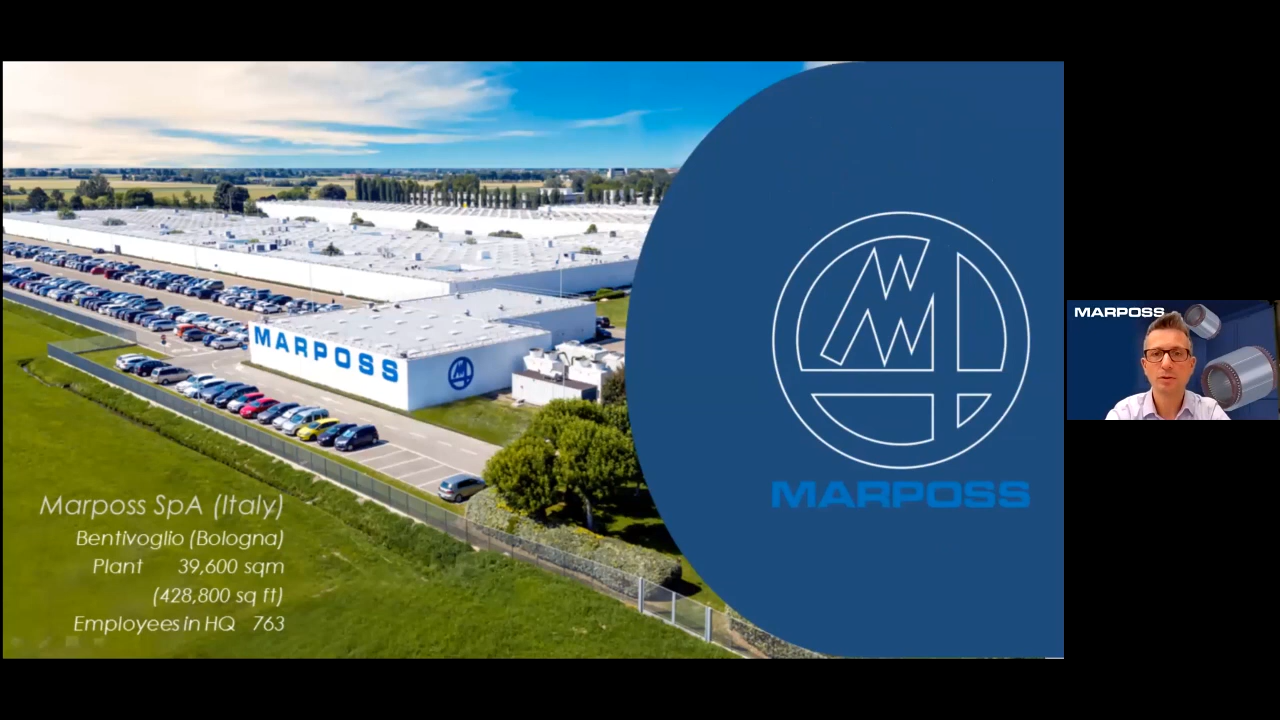 MARPOSS
Marposs SpA (Italy)
Bentivoglio (Bologna)
Plant 39,600 sqm
(428,800 sq ft)
Employees in HQ 763
MARPOSS
MARPOSS